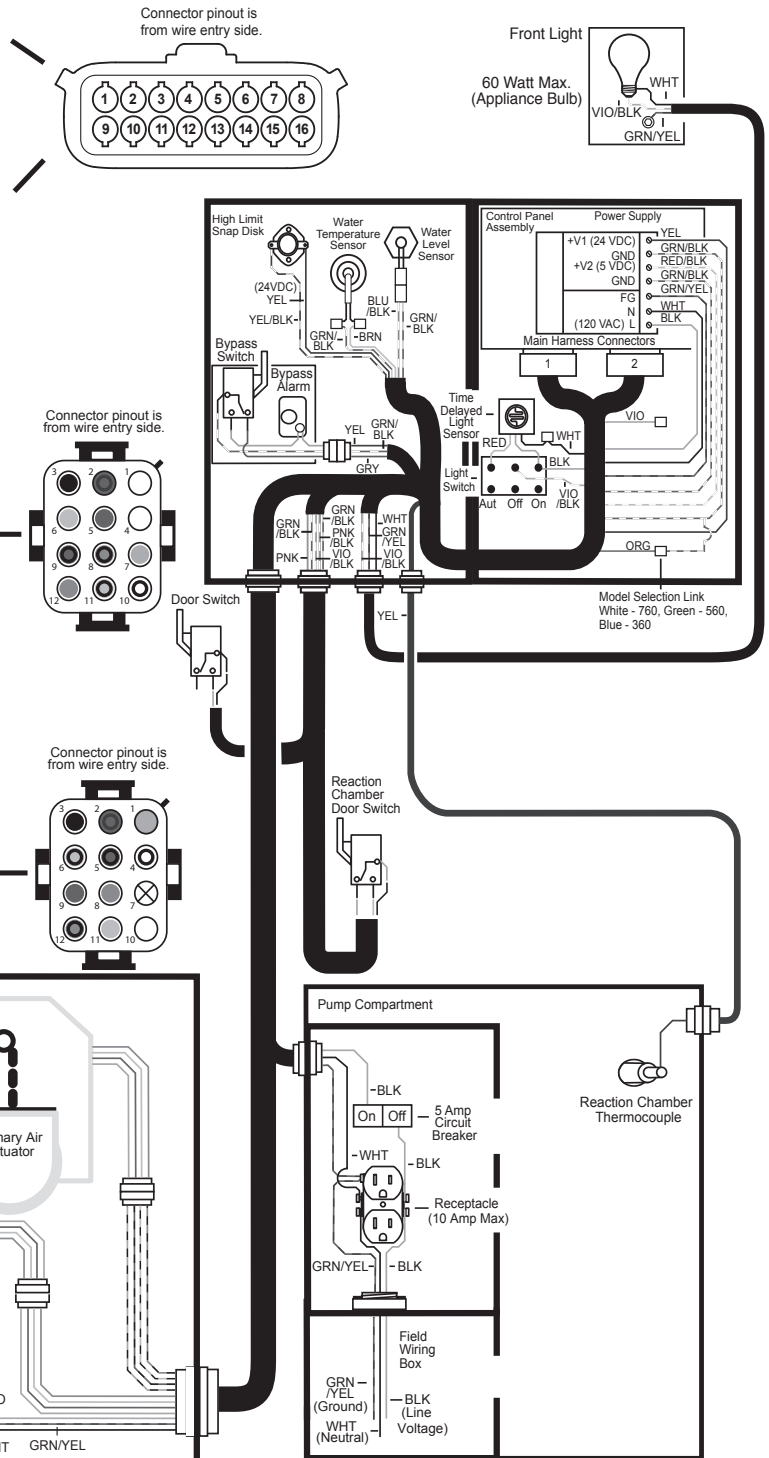 Connector pinout is
from wire entry side.
1 2 3 4 5 6 7 8
9 10 11 12 13 14 15 16
Front Light
60 Watt Max.
(Appliance Bulb)
WHT
VIO/BLK
GRN/YEL
High Limit
Snap Disk
Water
Temperature
Sensor
Water
Level
Sensor
(24VDC)
YEL
YEL/BLK
GRN/
BLK
BRN
BLU
/BLK
GRN/
BLK
Bypass
Switch
Bypass
Alarm
YEL
GRN/
BLK
GRY
Control Panel
Assembly
Power Supply
+V1 (24 VDC)
GND
+V2 (5 VDC)
GND
FG
N
(120 VAC) L
YEL
GRN/BLK
RED/BLK
GRN/BLK
GRN/YEL
WHT
BLK
Main Harness Connectors
1
2
Time
Delayed
Light
Sensor
RED
WHT
VIO
Light
Switch
BLK
VIO
/BLK
Aut Off On
ORG
Model Selection Link
White - 760, Green - 560,
Blue - 360
GRN
/BLK
PNK
GRN
/BLK
PNK
/BLK
VIO
/BLK
WHT
GRN
/YEL
VIO
/BLK
YEL
Connector pinout is
from wire entry side.
3 2 1
6 5 4
9 8 7
12 11 10
Door Switch
Connector pinout is
from wire entry side.
3 2 1
6 5 4
9 8 7
12 11 10
Reaction
Chamber
Door Switch
Pump Compartment
BLK
On Off
5 Amp
Circuit
Breaker
WHT
BLK
Receptacle
(10 Amp Max)
GRN/YEL
BLK
Reaction Chamber
Thermocouple
Field
Wiring
Box
GRN
/YEL
(Ground)
WHT
(Neutral)
BLK
(Line
Voltage)
Air
GRN/YEL